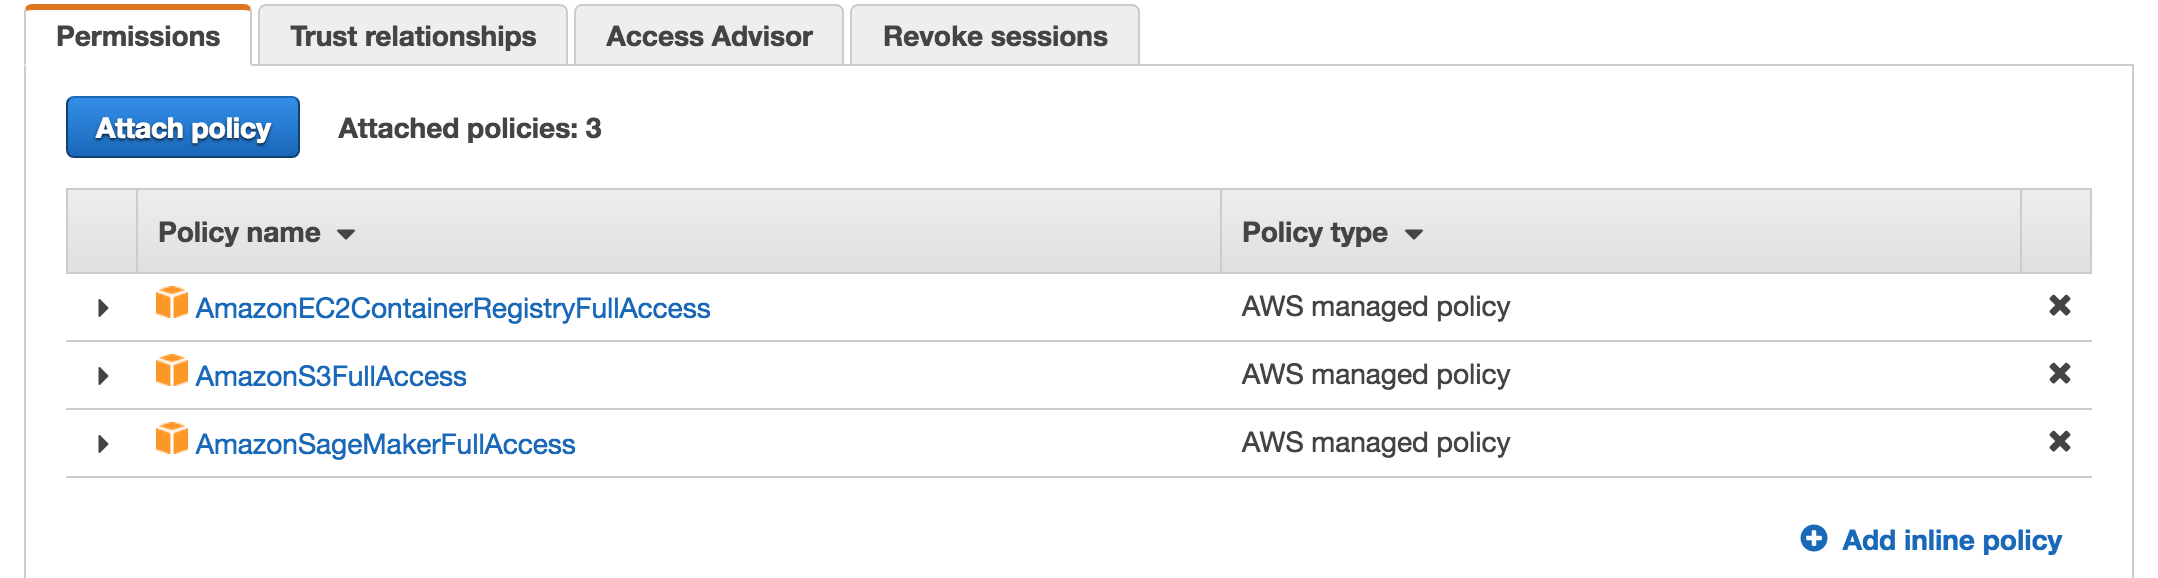 Permissions Trust relationships Access Advisor Revoke sessions
Attach policy Attached policies: 3
Policy name Policy type
AmazonEC2ContainerRegistryFullAccess AWS managed policy
AmazonS3FullAccess AWS managed policy
AmazonSageMakerFullAccess AWS managed policy
Add inline policy